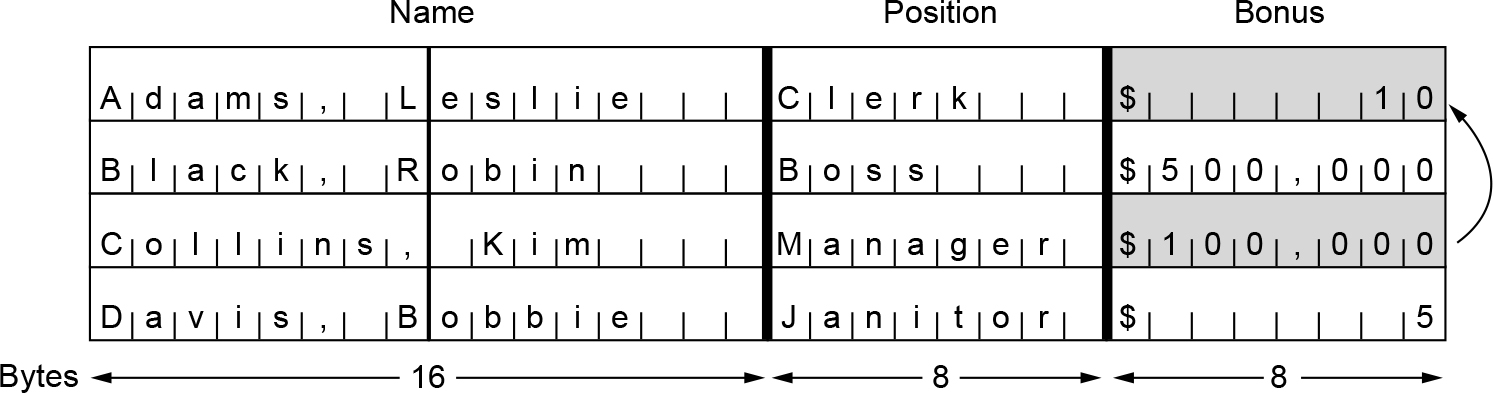 Name Position Bonus
Adams, Leslie Clerk $ 10
Black, Robin Boss $500,000
Collins, Kim Manager $100,000
Davis, Bobbie Janitor $ 5
Bytes 16 8 8